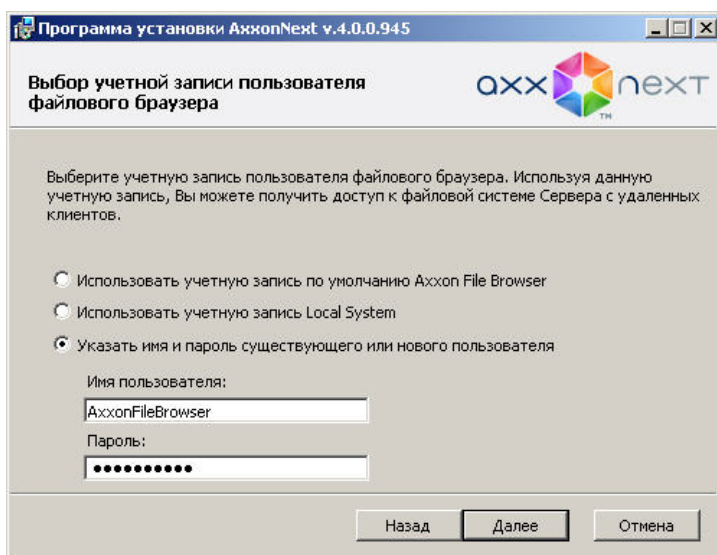 Программа установки AxxonNext v.4.0.0.945
Выбор учетной записи пользователя
файлового браузера
axx next
TM
Выберите учетную запись пользователя файлового браузера. Используя данную
учетную запись, Вы можете получить доступ к файловой системе Сервера с удаленных
клиентов.
Использовать учетную запись по умолчанию Axxon File Browser
Использовать учетную запись Local System
Указать имя и пароль существующего или нового пользователя
Имя пользователя:
AxxonFileBrowser
Пароль:
●●●●●●●●●●
Назад Далее Отмена